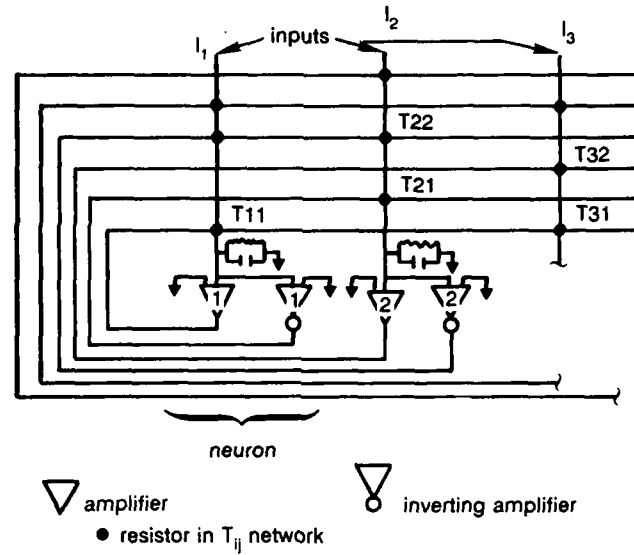 I1 inputs I2 I3
T22
T32
T21
T11 T31
1 1 2 2
neuron
amplifier inverting amplifier
resistor in Tij network